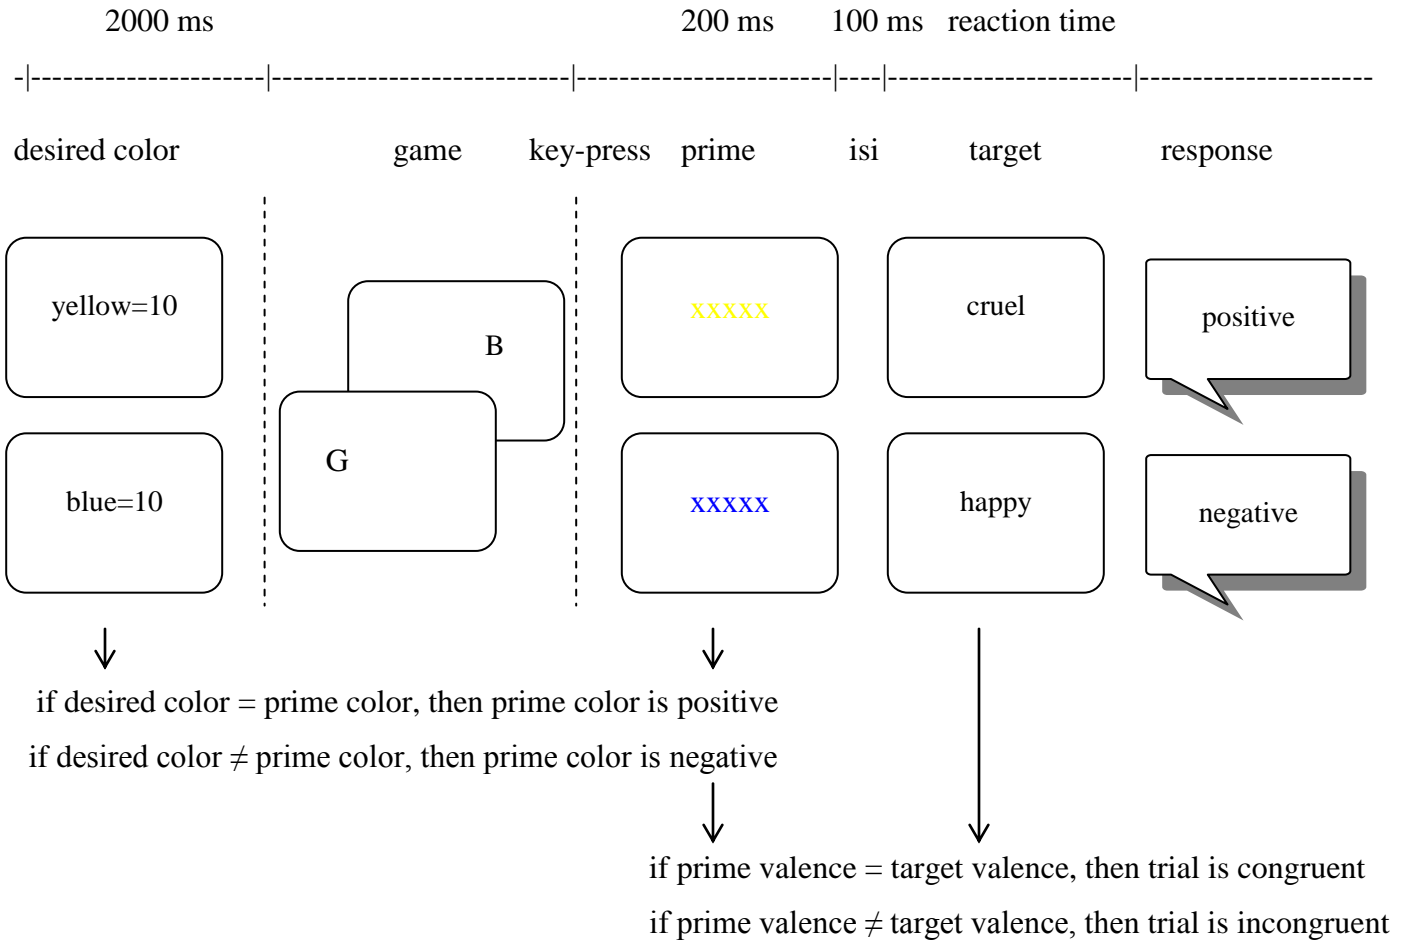 2000 ms 200 ms 100 ms reaction time
desired color game key-press prime isi target response
yellow=10 xxxxx cruel positive
B
G
blue=10 xxxxx happy negative
if desired color = prime color, then prime color is positive
if desired color ≠ prime color, then prime color is negative
if prime valence = target valence, then trial is congruent
if prime valence ≠ target valence, then trial is incongruent